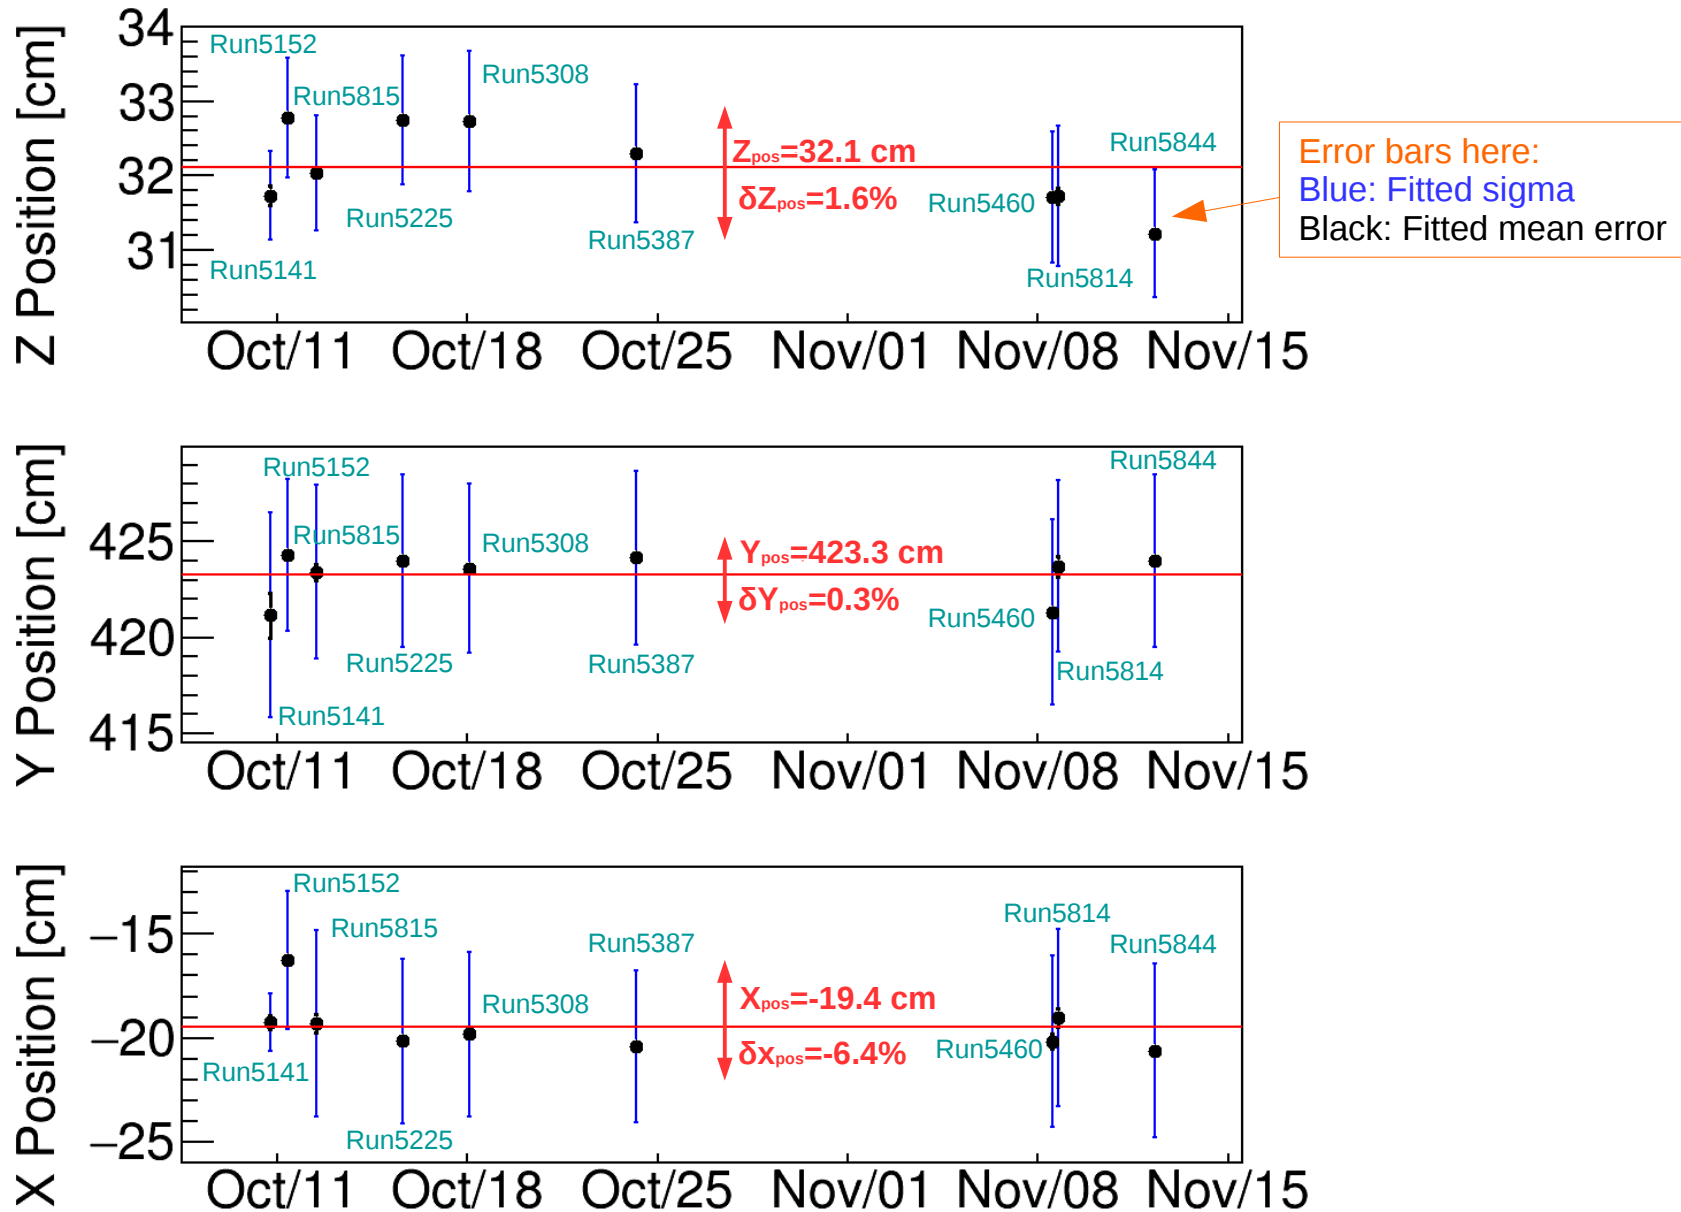 Z Position [cm]
34
33
32
31
Run5152
Run5815
Run5308
Run5225
Run5141
Run5387
Zpos=32.1 cm
δZpos=1.6%
Run5460
Run5844
Run5814
Error bars here:
Blue: Fitted sigma
Black: Fitted mean error
Oct/11 Oct/18 Oct/25 Nov/01 Nov/08 Nov/15
Y Position [cm]
425
420
415
Run5152
Run5815
Run5308
Run5225
Run5141
Run5387
Ypos=423.3 cm
δYpos=0.3%
Run5460
Run5844
Run5814
Oct/11 Oct/18 Oct/25 Nov/01 Nov/08 Nov/15
X Position [cm]
−15
−20
−25
Run5152
Run5815
Run5387
Run5308
Run5141
Run5225
Xpos=-19.4 cm
δxpos=-6.4%
Run5814
Run5844
Run5460
Oct/11 Oct/18 Oct/25 Nov/01 Nov/08 Nov/15